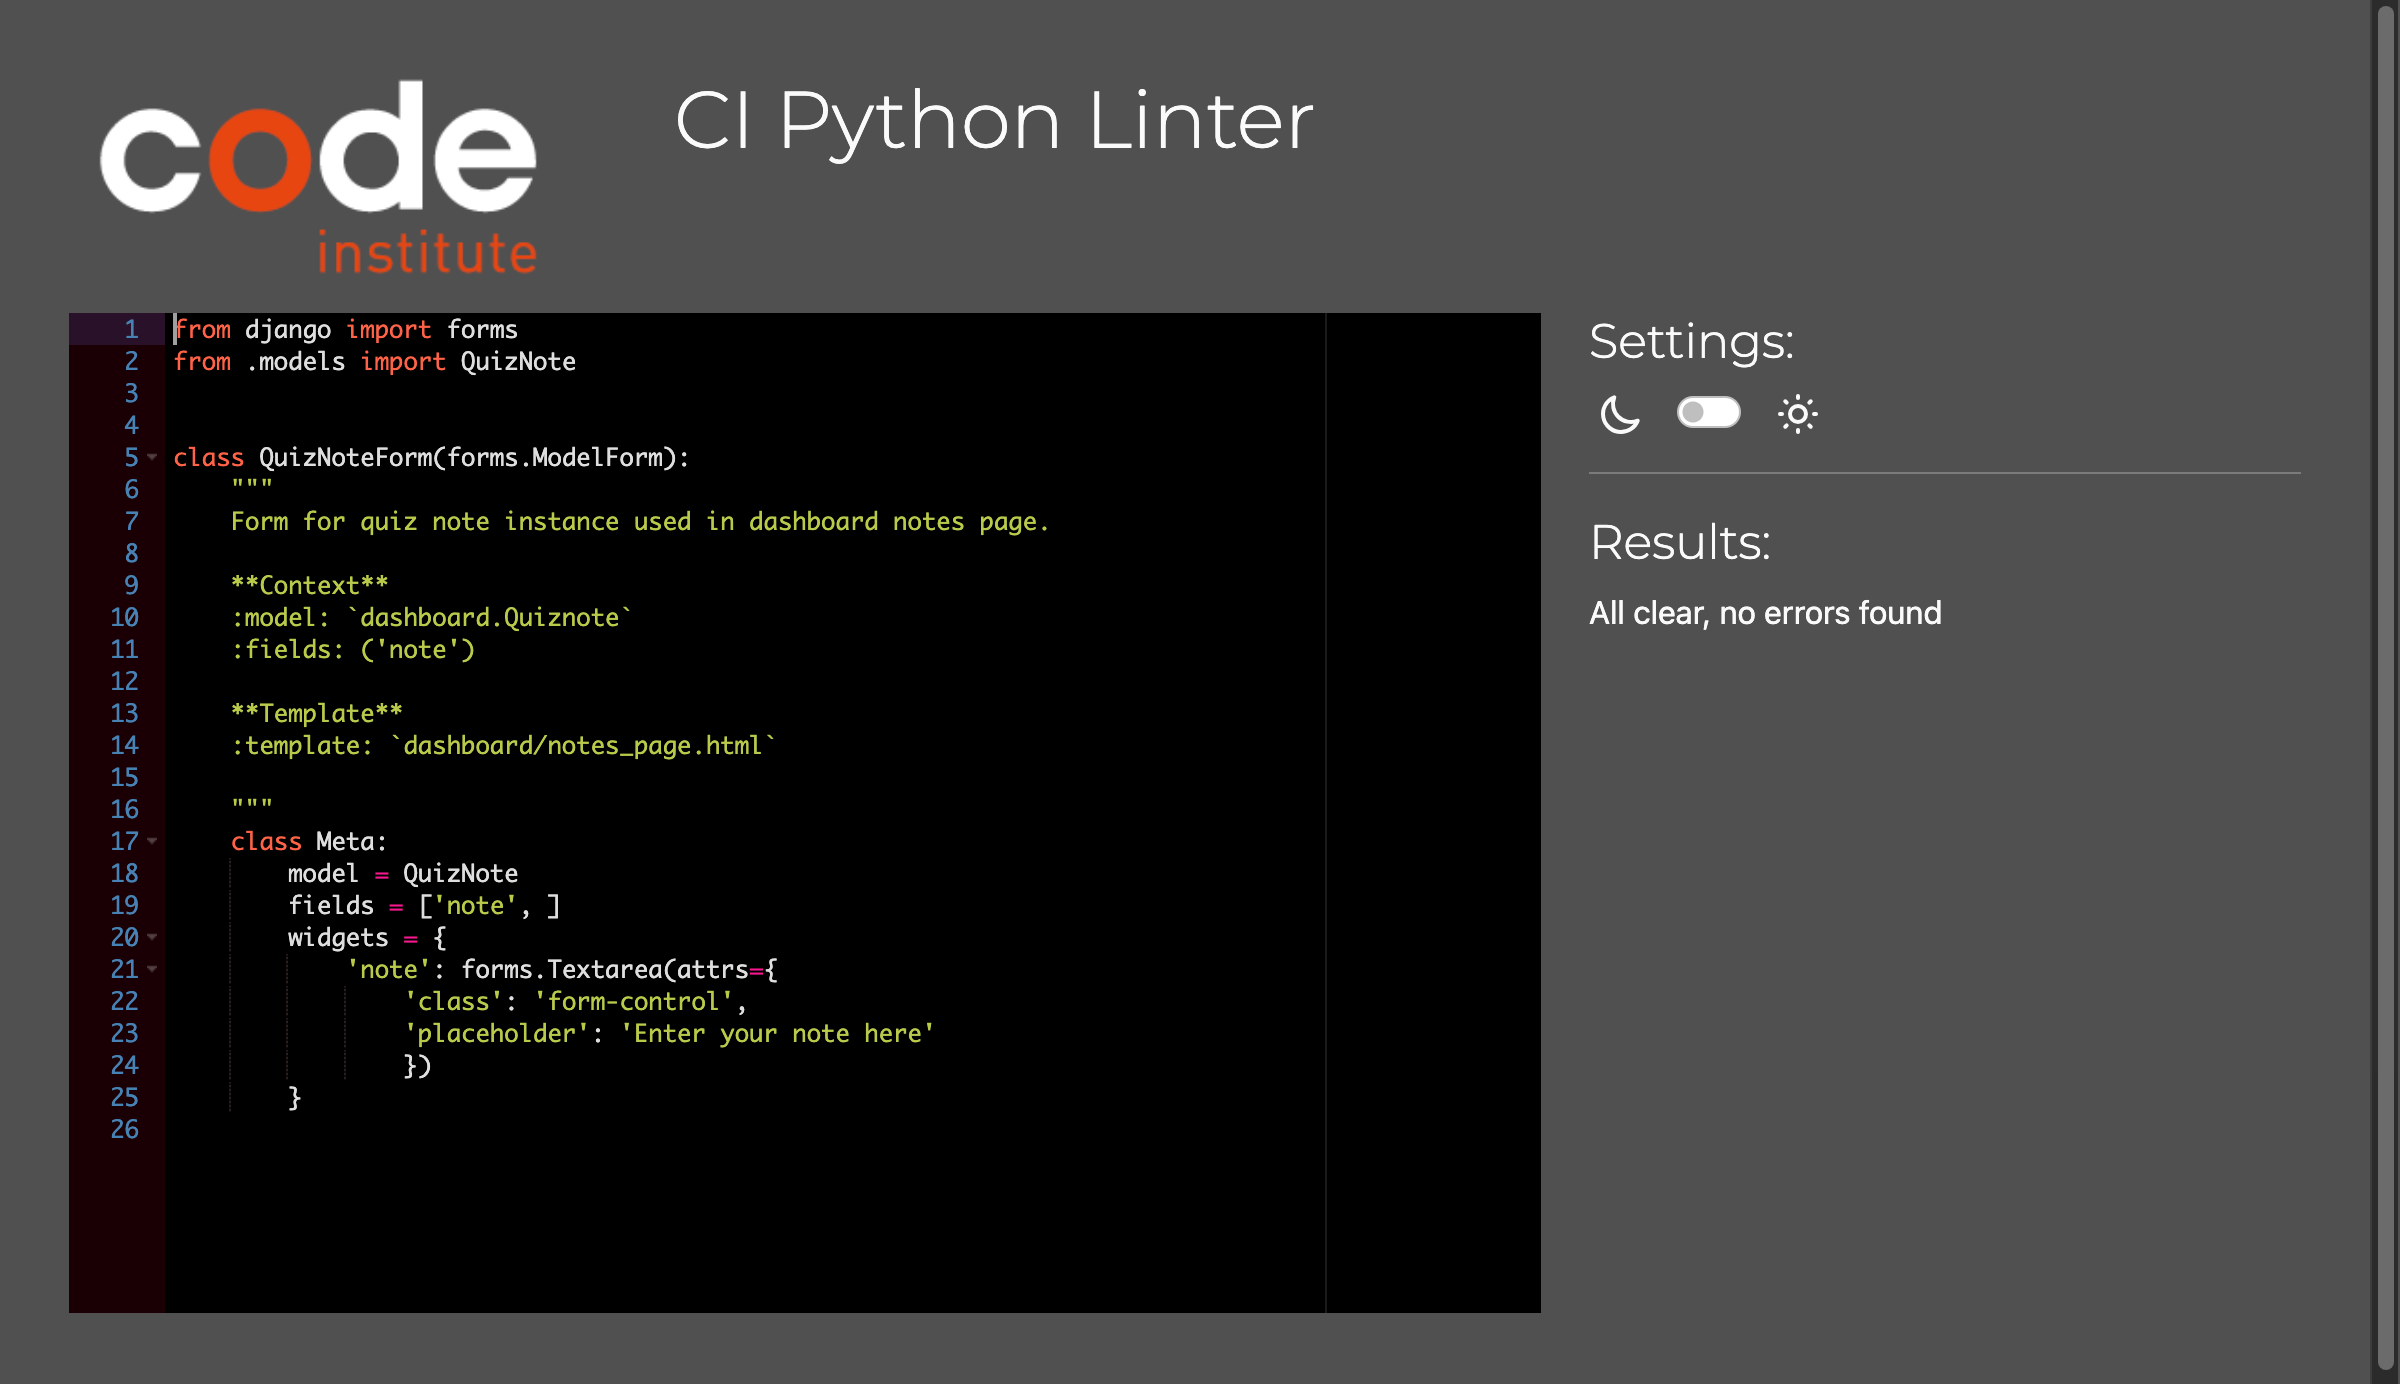 code
institute
CI Python Linter
1 from django import forms
2 from .models import QuizNote
3
4
5 class QuizNoteForm(forms.ModelForm):
6     """
7     Form for quiz note instance used in dashboard notes page.
8
9     **Context**
10     :model: `dashboard.Quiznote`
11     :fields: ('note')
12
13     **Template**
14     :template: `dashboard/notes_page.html`
15
16     """
17     class Meta:
18         model = QuizNote
19         fields = ['note', ]
20         widgets = {
21             'note': forms.Textarea(attrs={
22                 'class': 'form-control',
23                 'placeholder': 'Enter your note here'
24                 })
25         }
26
Settings:
Results:
All clear, no errors found